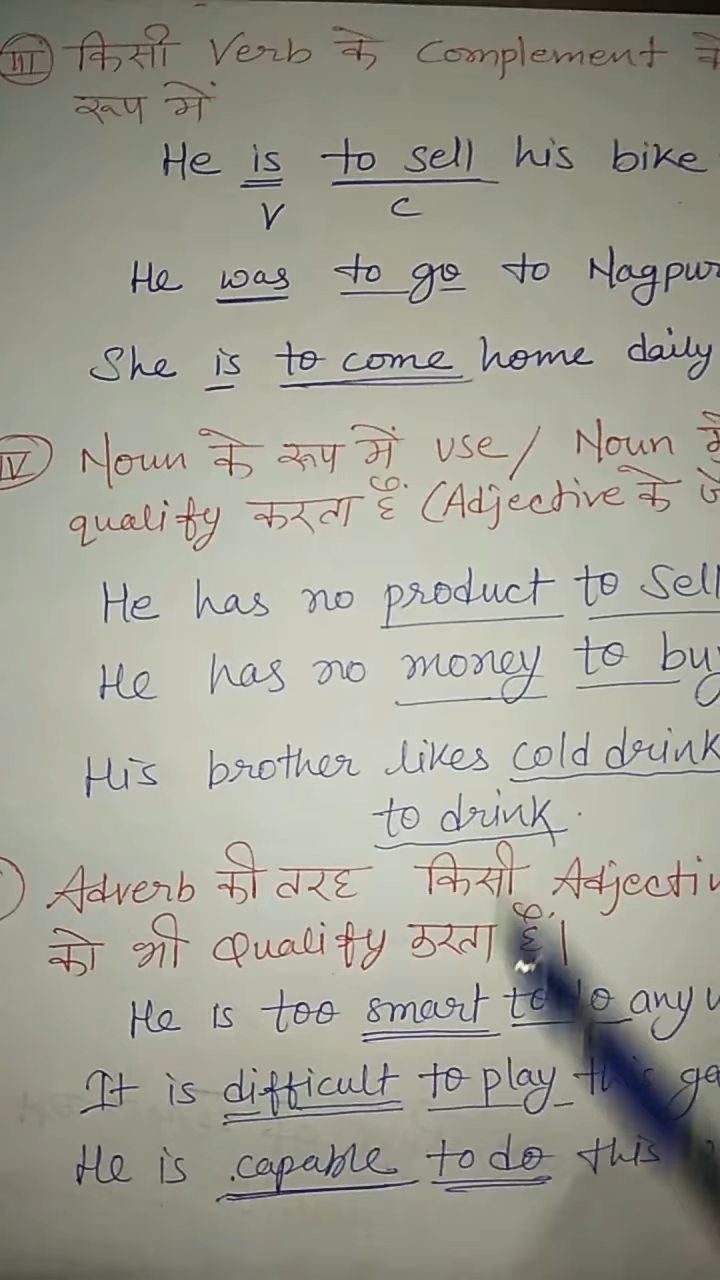 (III) किसी Verb के Complement के
रूप में
He is to sell his bike
V C
He was to go to Nagpur
She is to come home daily
IV Noun के रूप में use / Noun
qualify करता है (Adjective के
He has no product to sell
He has no money to buy
His brother likes cold drink
to drink.
Adverb की तरह किसी
को भी Qualify करता है।
He is too smart to do any
It is difficult to play this
He is capable to do this